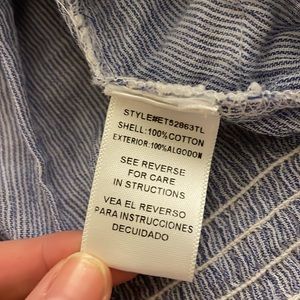 STYLE#ET52863TL
SHELL:100%COTTON
EXTERIOR:100%ALGODON
SEE REVERSE
FOR CARE
IN STRUCTIONS
VEA EL REVERSO
PARA INSTRUCCIONES
DECUIDADO